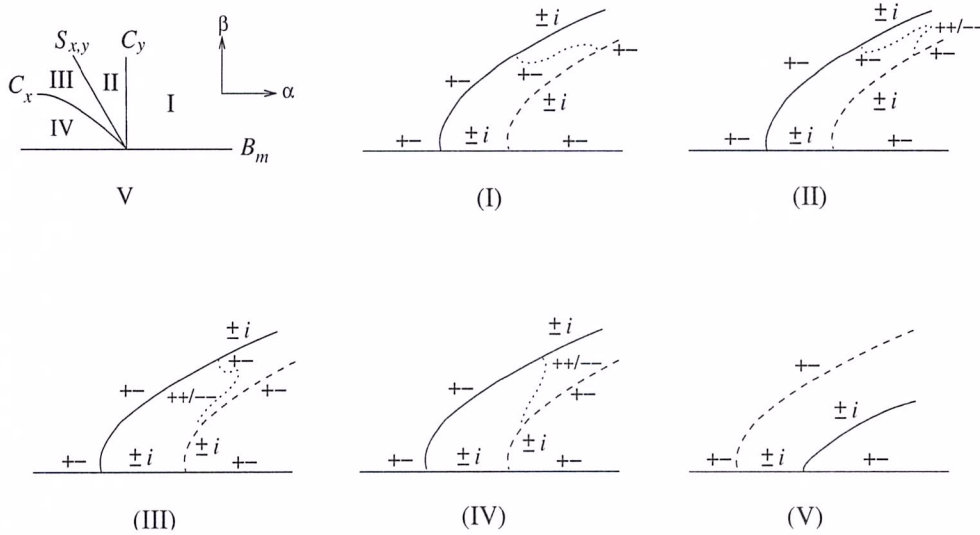 β
α
S_{x,y} C_y
C_x III II I
IV
B_m
V
± i
+− +− +−
± i
+− ± i +−
(I)
± i
++/−−
+− +− +−
± i
+− ± i +−
(II)
± i
+−
+− +−
++/−−
± i
+− ± i +−
(III)
± i
++/−−
+− +−
± i
+− ± i +−
(IV)
+−
± i
+− ± i +−
(V)